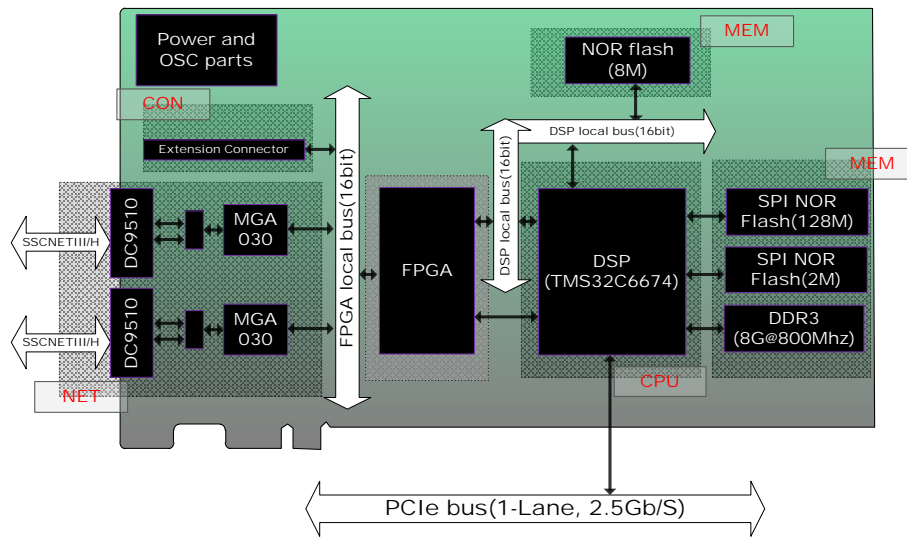 MEM
Power and
OSC parts
NOR flash
(8M)
CON
DSP local bus(16bit)
Extension Connector
FPGA local bus(16bit)
DSP local bus(16bit)
MEM
DC9510
MGA
030
SSCNETIII/H
FPGA
DSP
(TMS32C6674)
SPI NOR
Flash(128M)
SPI NOR
Flash(2M)
DC9510
MGA
030
SSCNETIII/H
DDR3
(8G@800Mhz)
CPU
NET
PCIe bus(1-Lane, 2.5Gb/S)